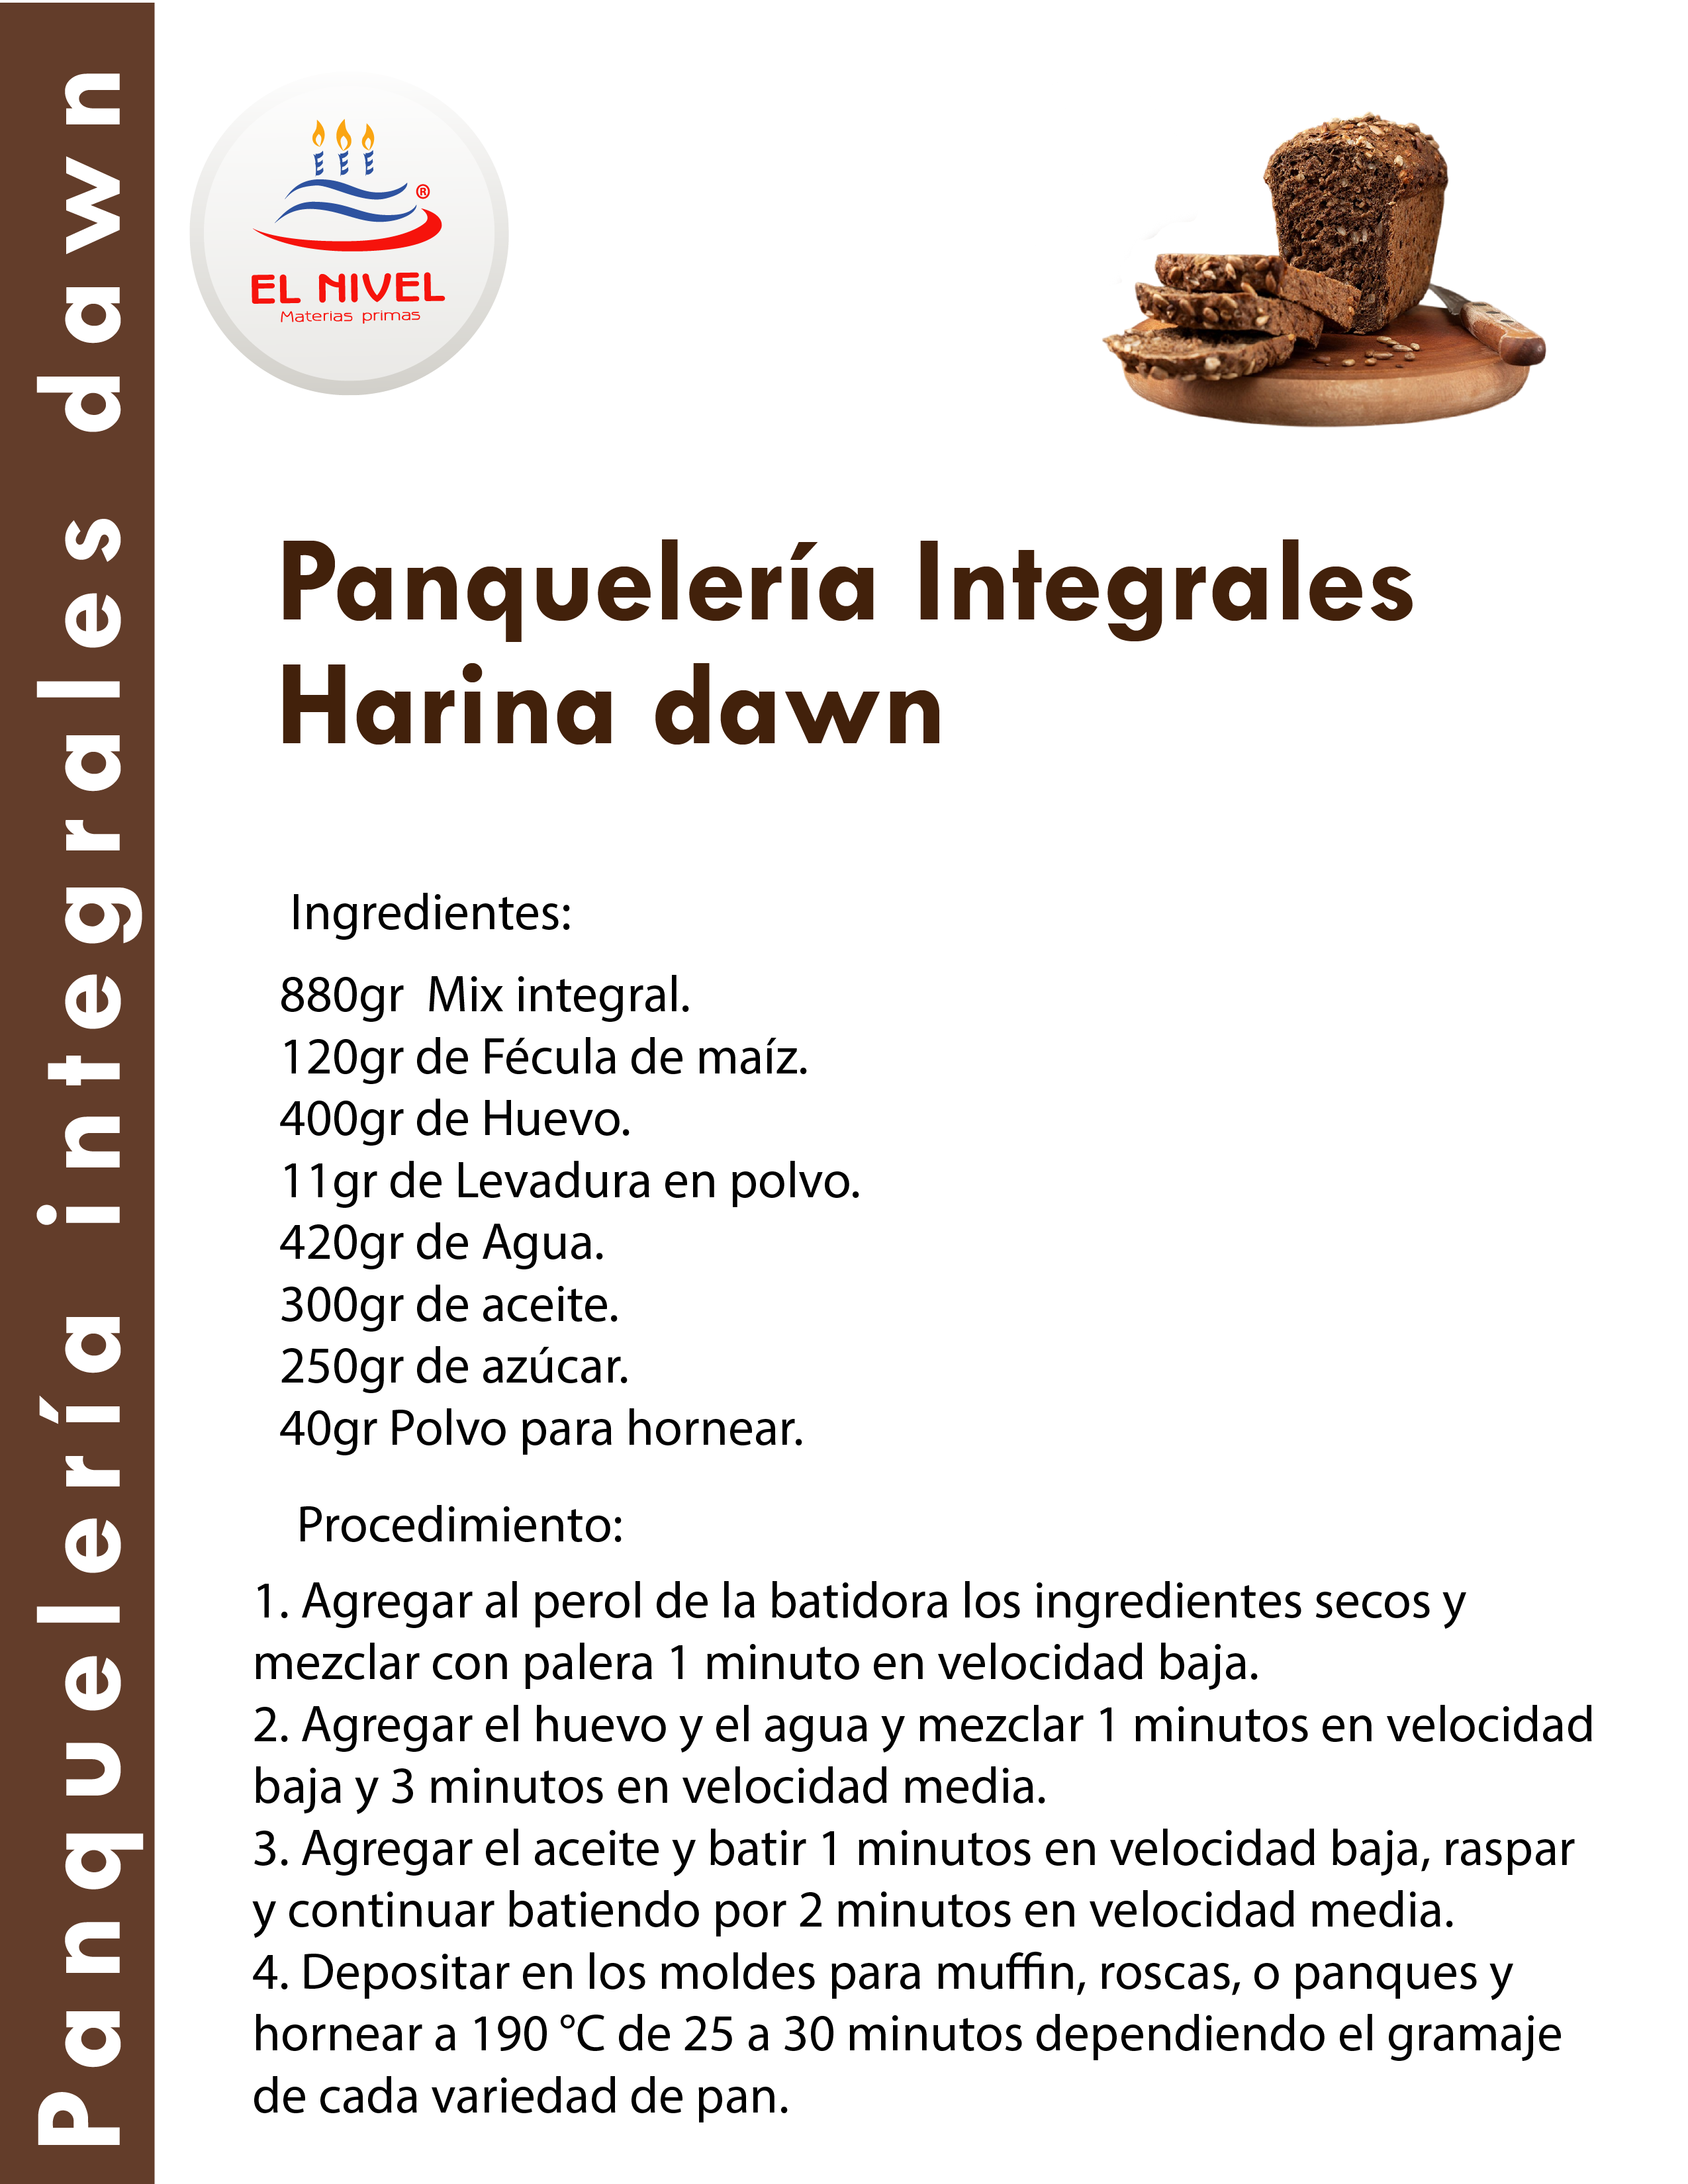 Panquelería integrales dawn
®
EL NIVEL
Materias primas
Panquelería Integrales
Harina dawn
Ingredientes:
880gr  Mix integral.
120gr de Fécula de maíz.
400gr de Huevo.
11gr de Levadura en polvo.
420gr de Agua.
300gr de aceite.
250gr de azúcar.
40gr Polvo para hornear.
Procedimiento:
1. Agregar al perol de la batidora los ingredientes secos y
mezclar con palera 1 minuto en velocidad baja.
2. Agregar el huevo y el agua y mezclar 1 minutos en velocidad
baja y 3 minutos en velocidad media.
3. Agregar el aceite y batir 1 minutos en velocidad baja, raspar
y continuar batiendo por 2 minutos en velocidad media.
4. Depositar en los moldes para muffin, roscas, o panques y
hornear a 190 °C de 25 a 30 minutos dependiendo el gramaje
de cada variedad de pan.